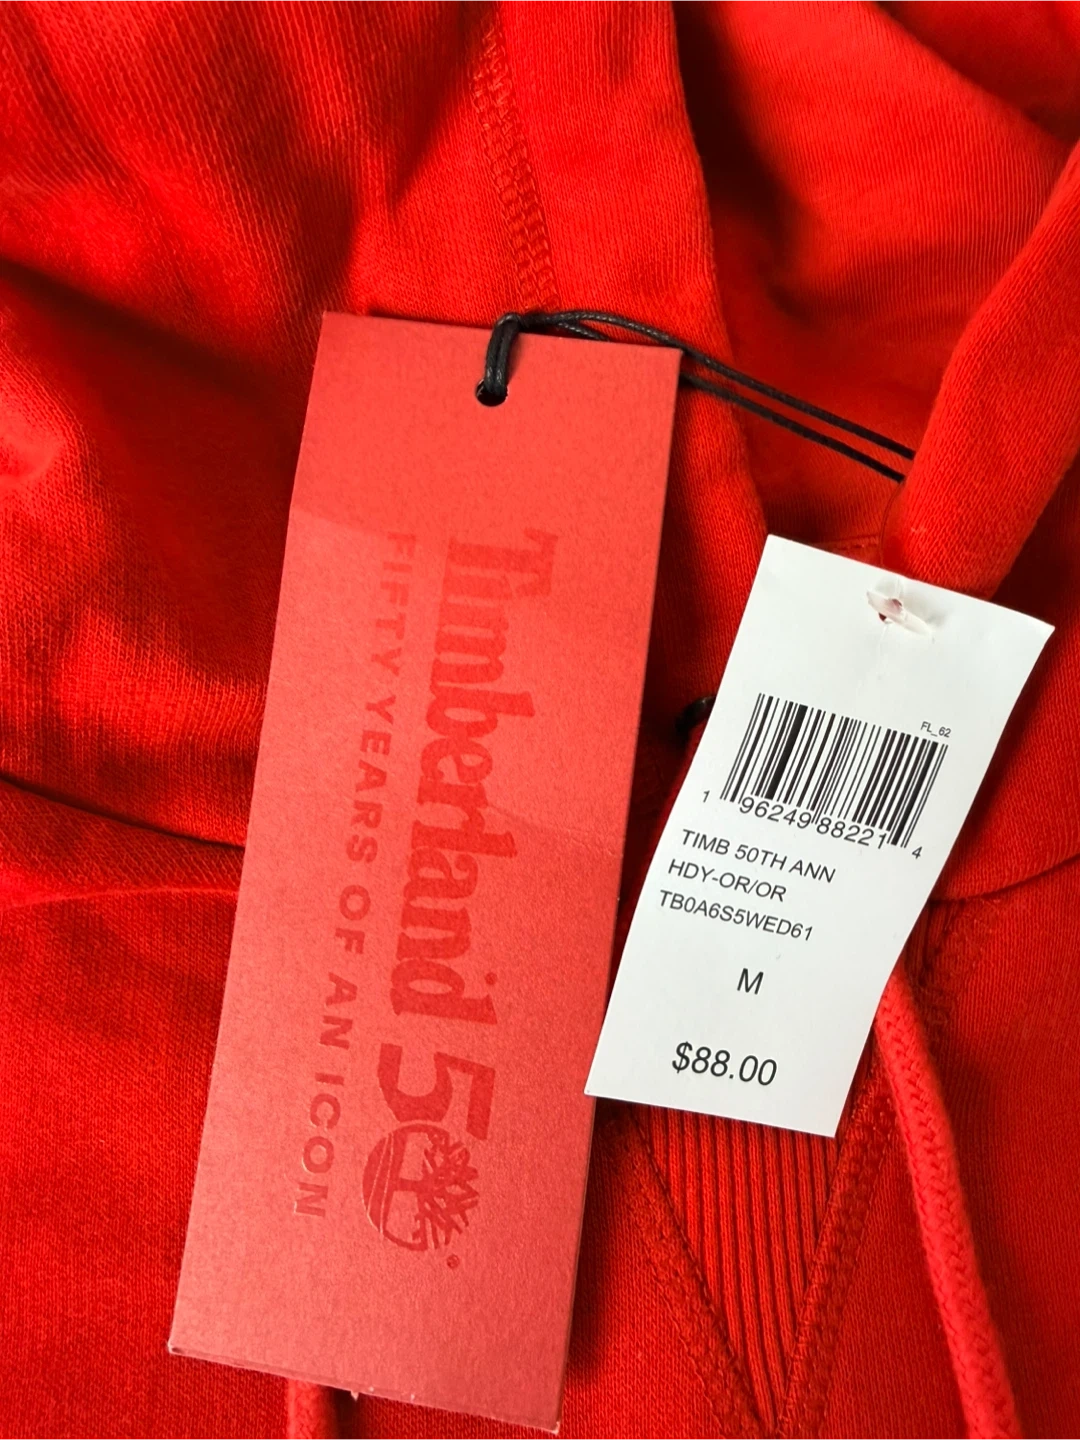 Timberland 50
®
FIFTY YEARS OF AN ICON
FL_62
1 96249 88221 4
TIMB 50TH ANN
HDY-OR/OR
TB0A6S5WED61
M
$88.00